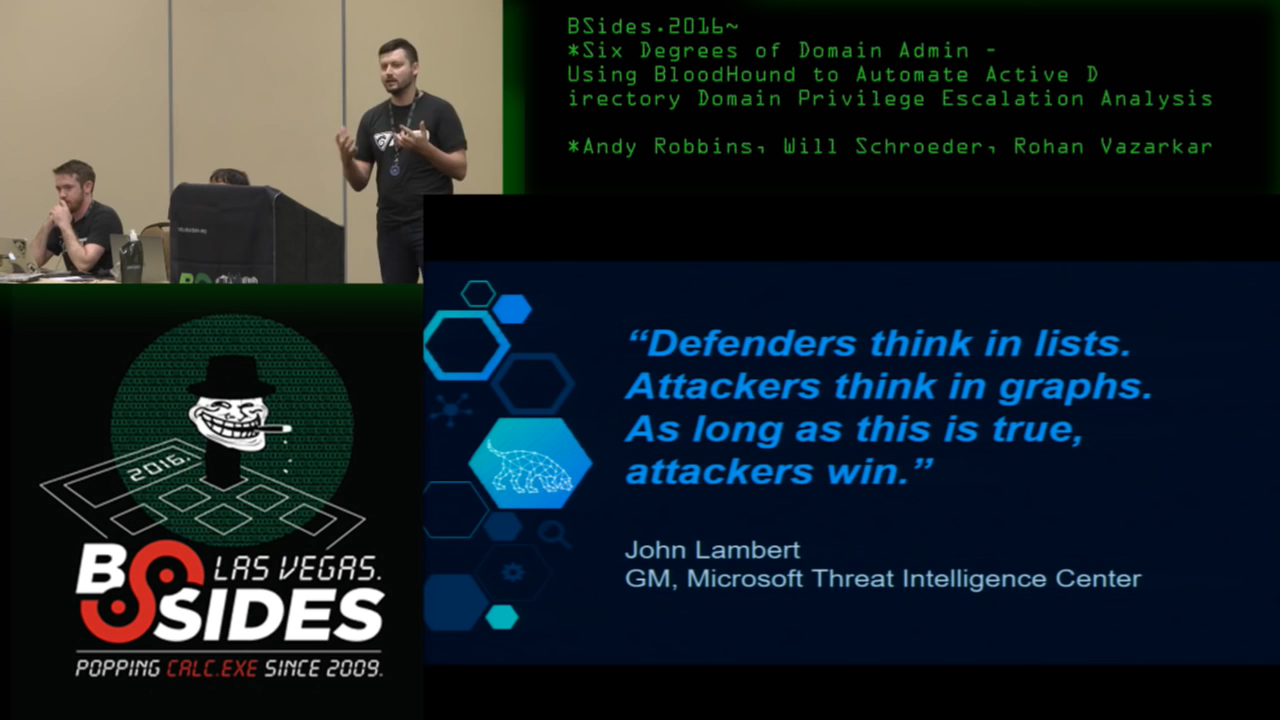 BSides.2016~
*Six Degrees of Domain Admin -
Using BloodHound to Automate Active D
irectory Domain Privilege Escalation Analysis
*Andy Robbins, Will Schroeder, Rohan Vazarkar
“Defenders think in lists.
Attackers think in graphs.
As long as this is true,
attackers win.”
John Lambert
GM, Microsoft Threat Intelligence Center
2016.
BSIDES LAS VEGAS.
POPPING CALC.EXE SINCE 2009.